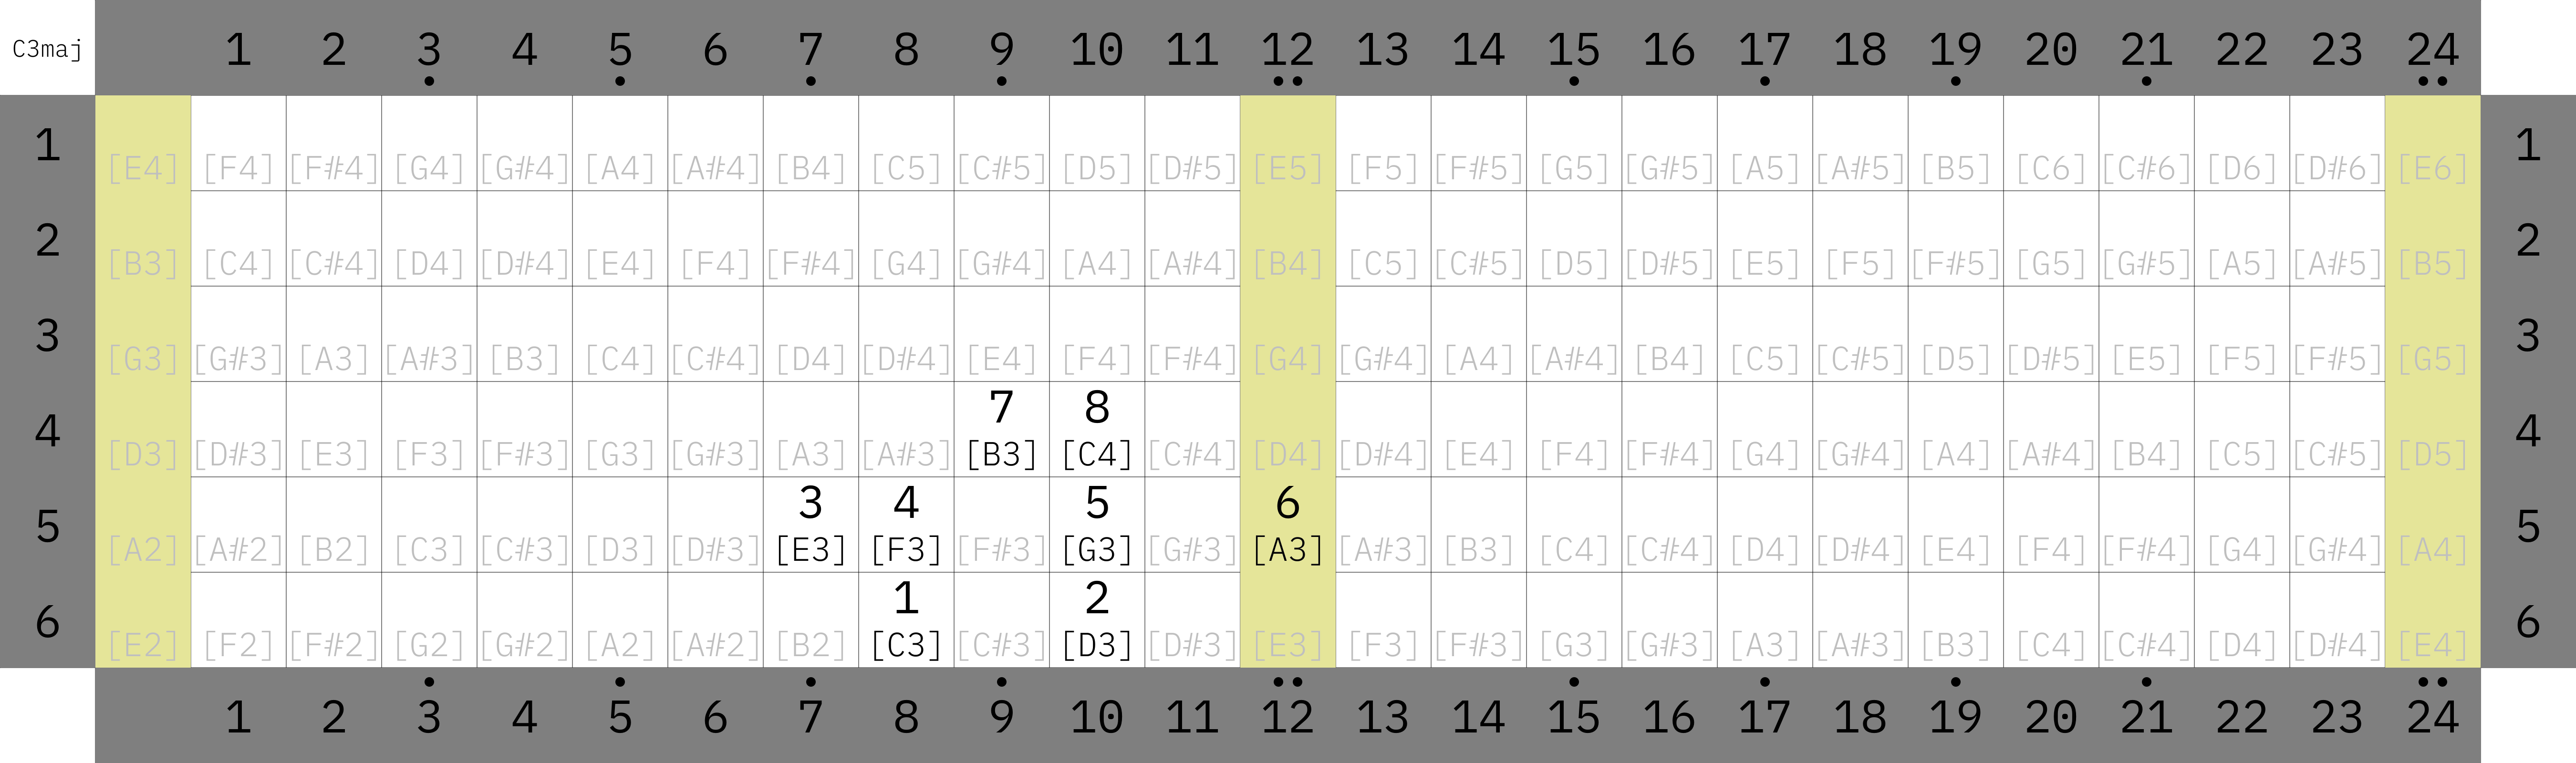 C3maj 1 2 3 4 5 6 7 8 9 10 11 12 13 14 15 16 17 18 19 20 21 22 23 24
1 [E4] [F4] [F#4] [G4] [G#4] [A4] [A#4] [B4] [C5] [C#5] [D5] [D#5] [E5] [F5] [F#5] [G5] [G#5] [A5] [A#5] [B5] [C6] [C#6] [D6] [D#6] [E6] 1
2 [B3] [C4] [C#4] [D4] [D#4] [E4] [F4] [F#4] [G4] [G#4] [A4] [A#4] [B4] [C5] [C#5] [D5] [D#5] [E5] [F5] [F#5] [G5] [G#5] [A5] [A#5] [B5] 2
3 [G3] [G#3] [A3] [A#3] [B3] [C4] [C#4] [D4] [D#4] [E4] [F4] [F#4] [G4] [G#4] [A4] [A#4] [B4] [C5] [C#5] [D5] [D#5] [E5] [F5] [F#5] [G5] 3
7 8
4 [D3] [D#3] [E3] [F3] [F#3] [G3] [G#3] [A3] [A#3] [B3] [C4] [C#4] [D4] [D#4] [E4] [F4] [F#4] [G4] [G#4] [A4] [A#4] [B4] [C5] [C#5] [D5] 4
3 4 5 6
5 [A2] [A#2] [B2] [C3] [C#3] [D3] [D#3] [E3] [F3] [F#3] [G3] [G#3] [A3] [A#3] [B3] [C4] [C#4] [D4] [D#4] [E4] [F4] [F#4] [G4] [G#4] [A4] 5
1 2
6 [E2] [F2] [F#2] [G2] [G#2] [A2] [A#2] [B2] [C3] [C#3] [D3] [D#3] [E3] [F3] [F#3] [G3] [G#3] [A3] [A#3] [B3] [C4] [C#4] [D4] [D#4] [E4] 6
1 2 3 4 5 6 7 8 9 10 11 12 13 14 15 16 17 18 19 20 21 22 23 24